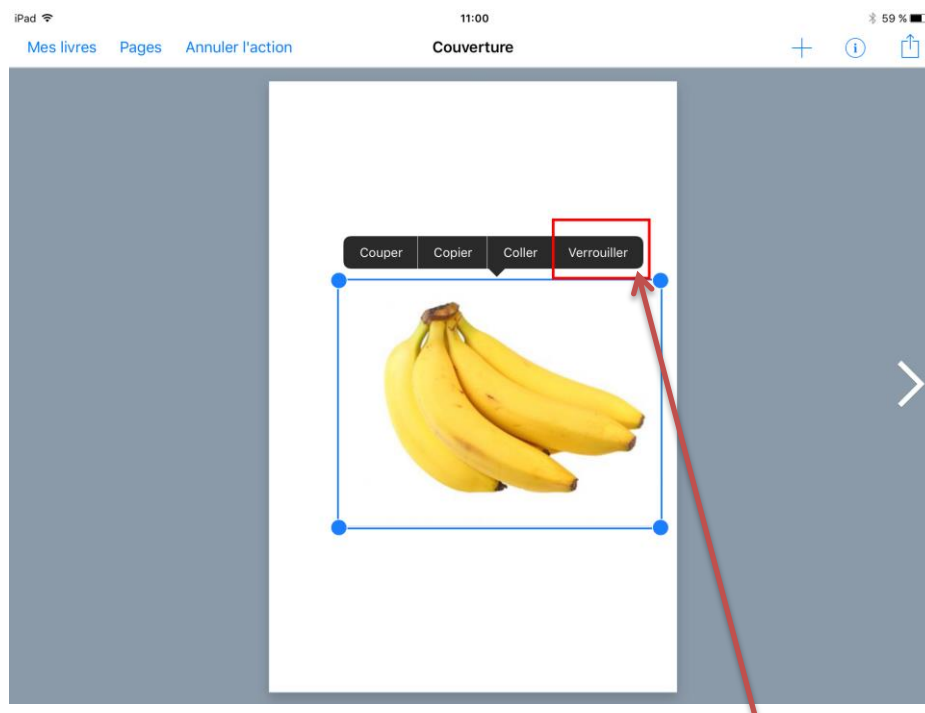 iPad 11:00 59 %
Mes livres Pages Annuler l'action Couverture
Couper Copier Coller Verrouiller